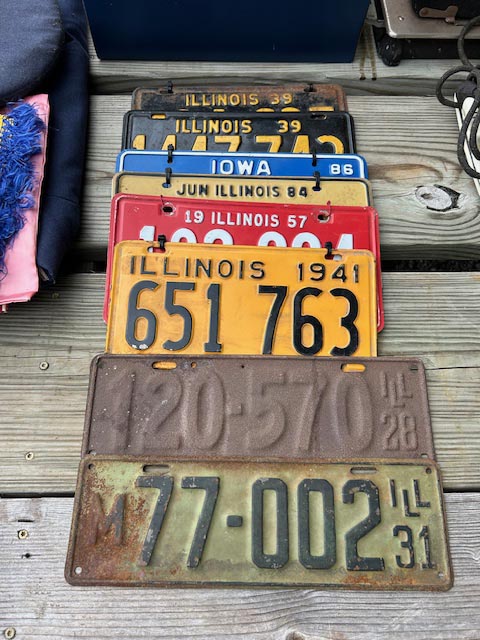 ILLINOIS 39
ILLINOIS 39
IOWA 86
JUN ILLINOIS 84
19 ILLINOIS 57
ILLINOIS 1941
651 763
120-570 ILL 28
M77-002 ILL 31